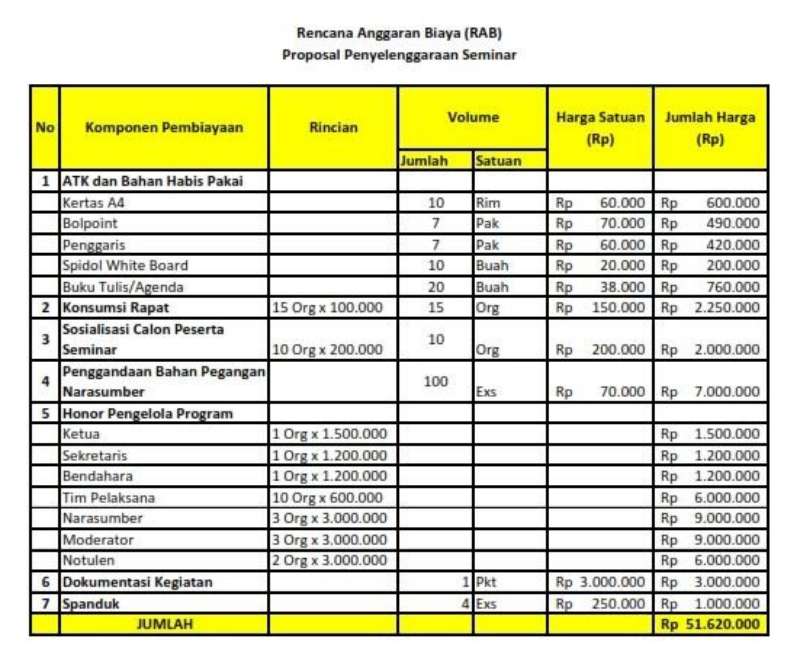 Rencana Anggaran Biaya (RAB)
Proposal Penyelenggaraan Seminar
No Komponen Pembiayaan Rincian Volume Harga Satuan (Rp) Jumlah Harga (Rp)
Jumlah Satuan
1 ATK dan Bahan Habis Pakai
Kertas A4 10 Rim Rp 60.000 Rp 600.000
Bolpoint 7 Pak Rp 70.000 Rp 490.000
Penggaris 7 Pak Rp 60.000 Rp 420.000
Spidol White Board 10 Buah Rp 20.000 Rp 200.000
Buku Tulis/Agenda 20 Buah Rp 38.000 Rp 760.000
2 Konsumsi Rapat 15 Org x 100.000 15 Org Rp 150.000 Rp 2.250.000
3 Sosialisasi Calon Peserta Seminar 10 Org x 200.000 10 Org Rp 200.000 Rp 2.000.000
4 Penggandaan Bahan Pegangan Narasumber 100 Exs Rp 70.000 Rp 7.000.000
5 Honor Pengelola Program
Ketua 1 Org x 1.500.000 Rp 1.500.000
Sekretaris 1 Org x 1.200.000 Rp 1.200.000
Bendahara 1 Org x 1.200.000 Rp 1.200.000
Tim Pelaksana 10 Org x 600.000 Rp 6.000.000
Narasumber 3 Org x 3.000.000 Rp 9.000.000
Moderator 3 Org x 3.000.000 Rp 9.000.000
Notulen 2 Org x 3.000.000 Rp 6.000.000
6 Dokumentasi Kegiatan 1 Pkt Rp 3.000.000 Rp 3.000.000
7 Spanduk 4 Exs Rp 250.000 Rp 1.000.000
JUMLAH Rp 51.620.000